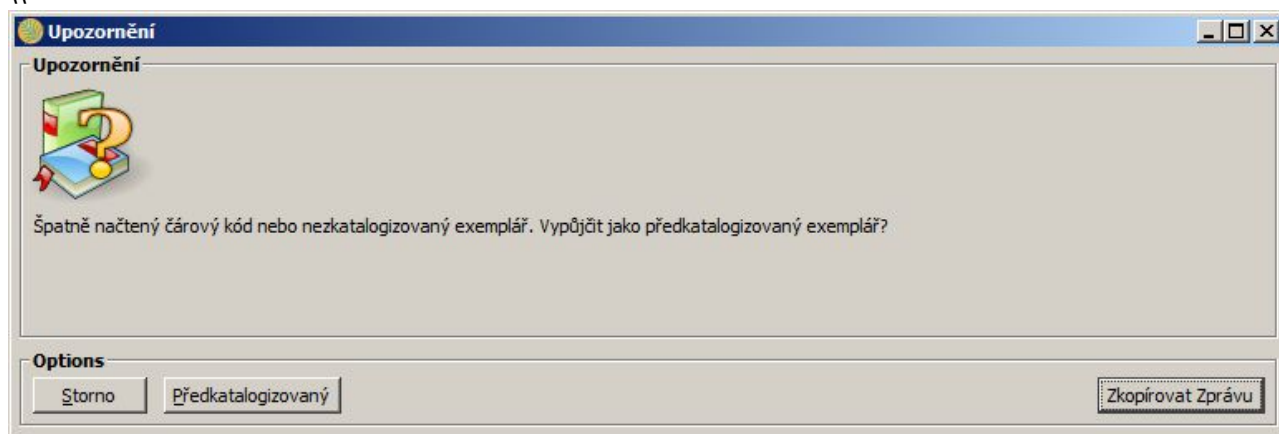 Upozornění
Upozornění
Špatně načtený čárový kód nebo nezkatalogizovaný exemplář. Vypůjčit jako předkatalogizovaný exemplář?
Options
Storno Předkatalogizovaný Zkopírovat Zprávu